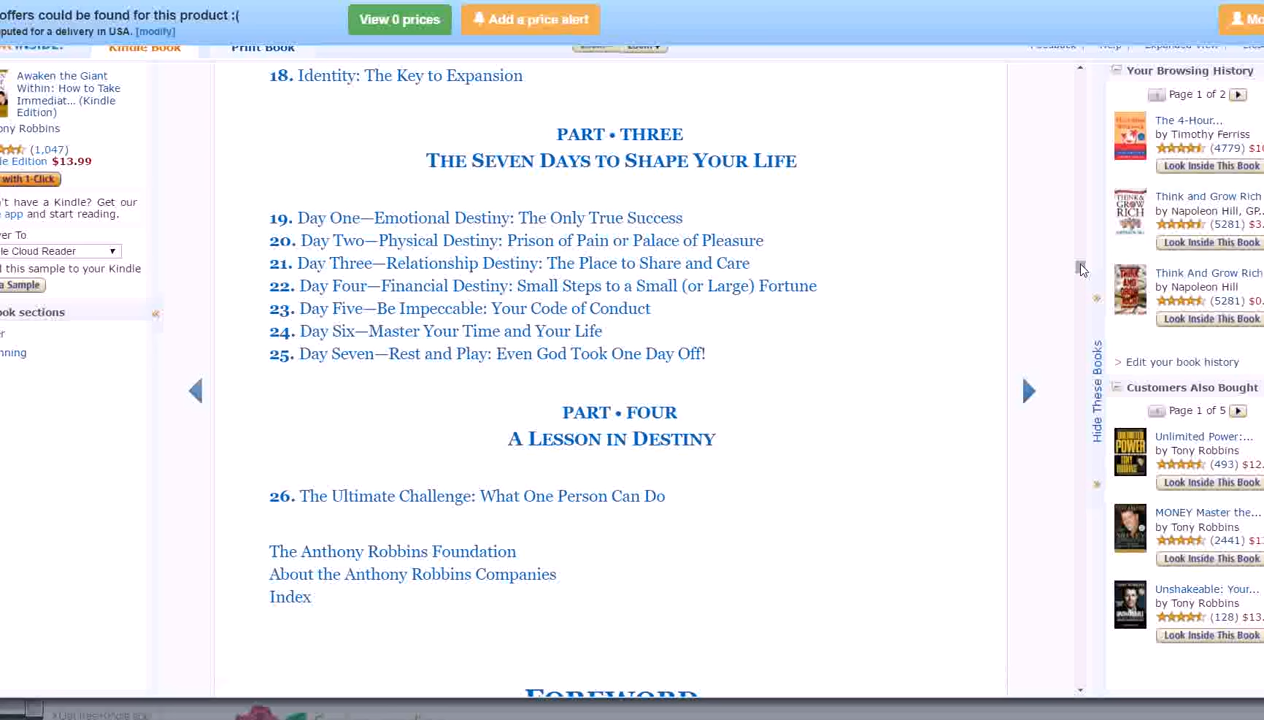 offers could be found for this product :(
puted for a delivery in USA. [modify]
View 0 prices
Add a price alert
Mo
Kindle Book
Print Book
Feedback
Help
Expanded View
Awaken the Giant
Within: How to Take
Immediat... (Kindle
Edition)
ony Robbins
(1,047)
le Edition $13.99
with 1-Click
n't have a Kindle? Get our
app and start reading.
ver To
le Cloud Reader
d this sample to your Kindle
a Sample
ok sections
er
nning
18. Identity: The Key to Expansion
PART • THREE
THE SEVEN DAYS TO SHAPE YOUR LIFE
19. Day One—Emotional Destiny: The Only True Success
20. Day Two—Physical Destiny: Prison of Pain or Palace of Pleasure
21. Day Three—Relationship Destiny: The Place to Share and Care
22. Day Four—Financial Destiny: Small Steps to a Small (or Large) Fortune
23. Day Five—Be Impeccable: Your Code of Conduct
24. Day Six—Master Your Time and Your Life
25. Day Seven—Rest and Play: Even God Took One Day Off!
PART • FOUR
A LESSON IN DESTINY
26. The Ultimate Challenge: What One Person Can Do
The Anthony Robbins Foundation
About the Anthony Robbins Companies
Index
FOREWORD
Hide These Books
Your Browsing History
Page 1 of 2
The 4-Hour...
by Timothy Ferriss
(4779) $10
Look Inside This Book
Think and Grow Rich
by Napoleon Hill, GP..
(5281) $3.
Look Inside This Book
Think And Grow Rich
by Napoleon Hill
(5281) $0.
Look Inside This Book
> Edit your book history
Customers Also Bought
Page 1 of 5
Unlimited Power:...
by Tony Robbins
(493) $12.
Look Inside This Book
MONEY Master the...
by Tony Robbins
(2441) $1
Look Inside This Book
Unshakeable: Your...
by Tony Robbins
(128) $13.
Look Inside This Book